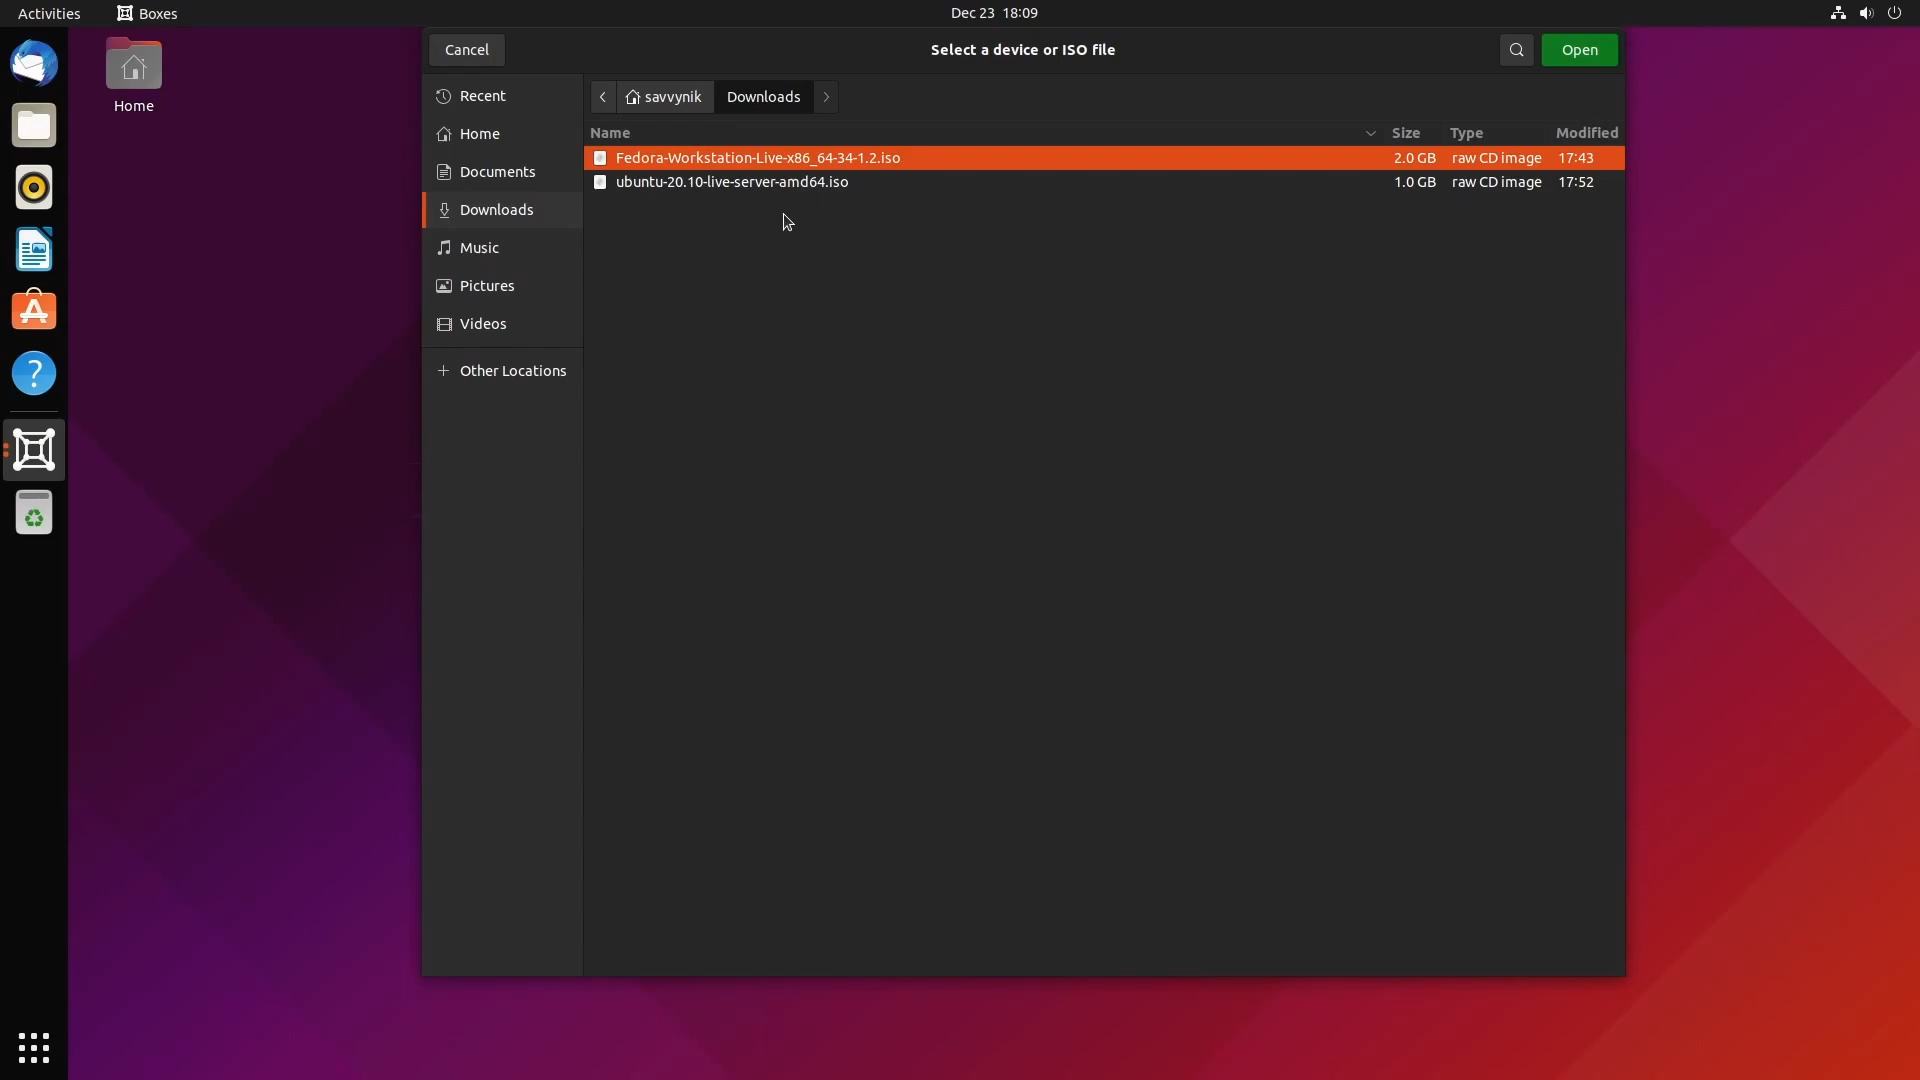 Activities Boxes Dec 23 18:09
Cancel Select a device or ISO file Open
Home
Recent
Home
Documents
Downloads
Music
Pictures
Videos
Other Locations
savvynik Downloads
Name Size Type Modified
Fedora-Workstation-Live-x86_64-34-1.2.iso 2.0 GB raw CD image 17:43
ubuntu-20.10-live-server-amd64.iso 1.0 GB raw CD image 17:52